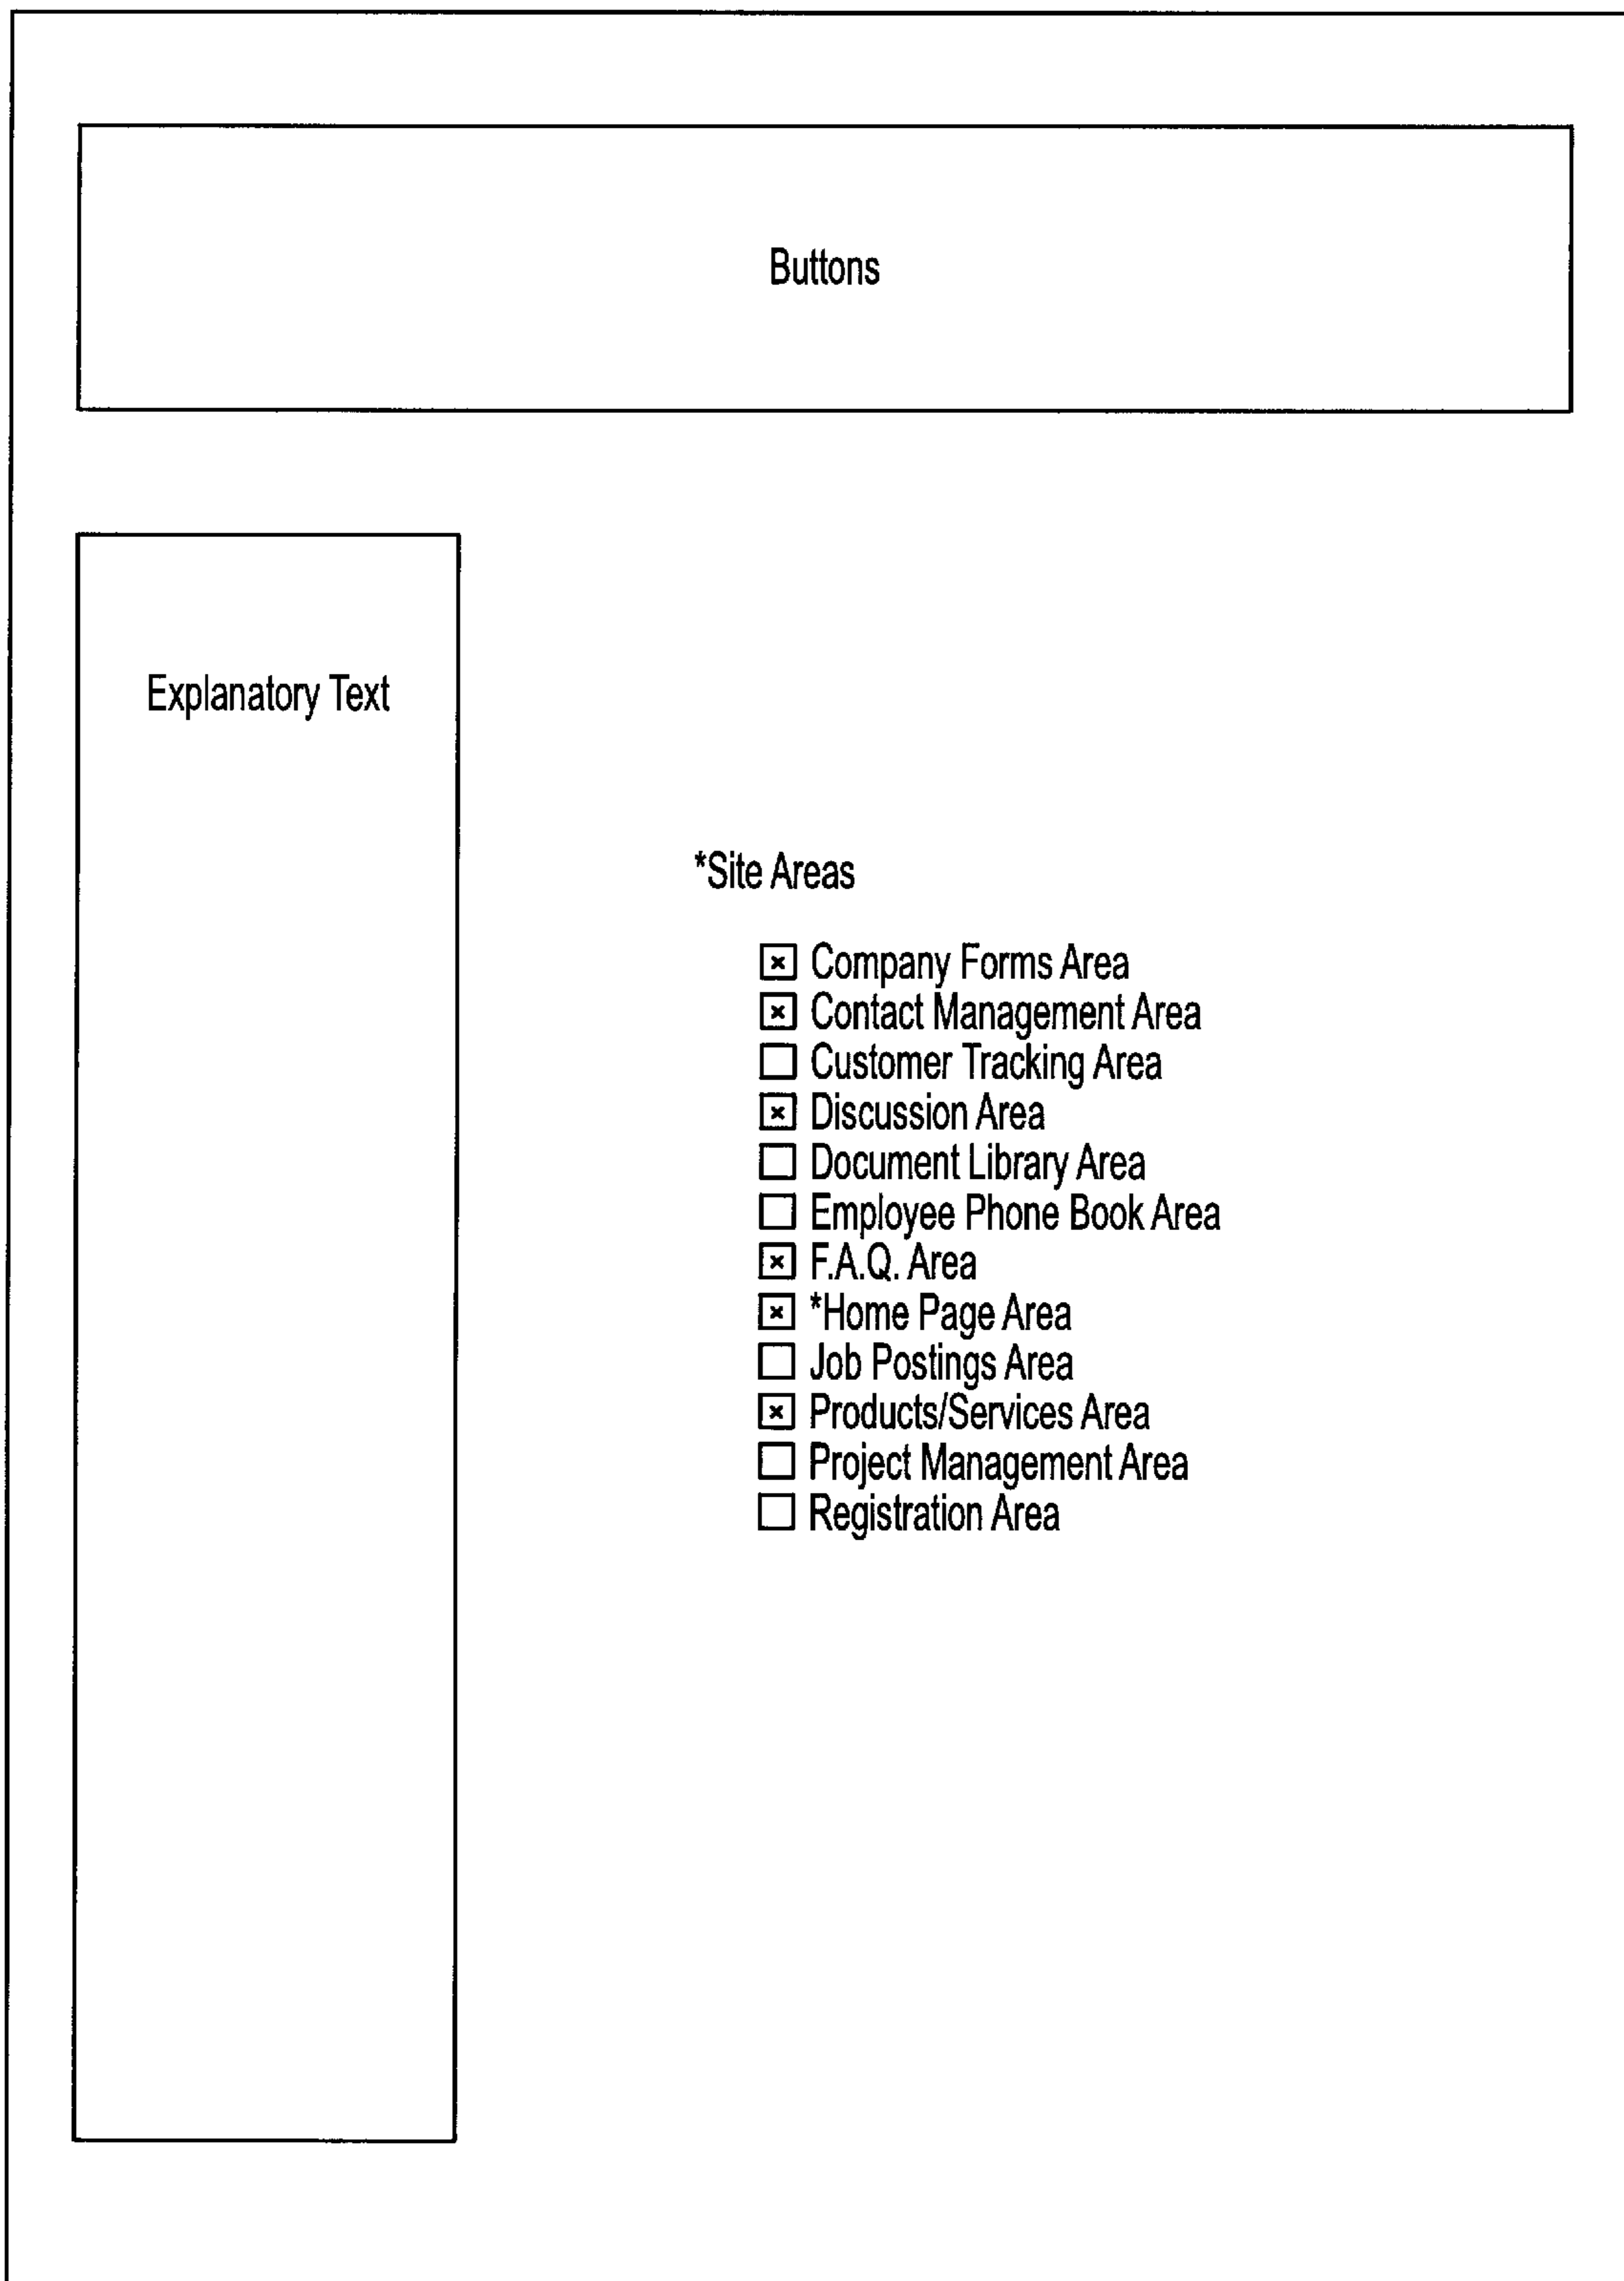 Buttons
Explanatory Text
*Site Areas
Company Forms Area
Contact Management Area
Customer Tracking Area
Discussion Area
Document Library Area
Employee Phone Book Area
F.A.Q. Area
*Home Page Area
Job Postings Area
Products/Services Area
Project Management Area
Registration Area